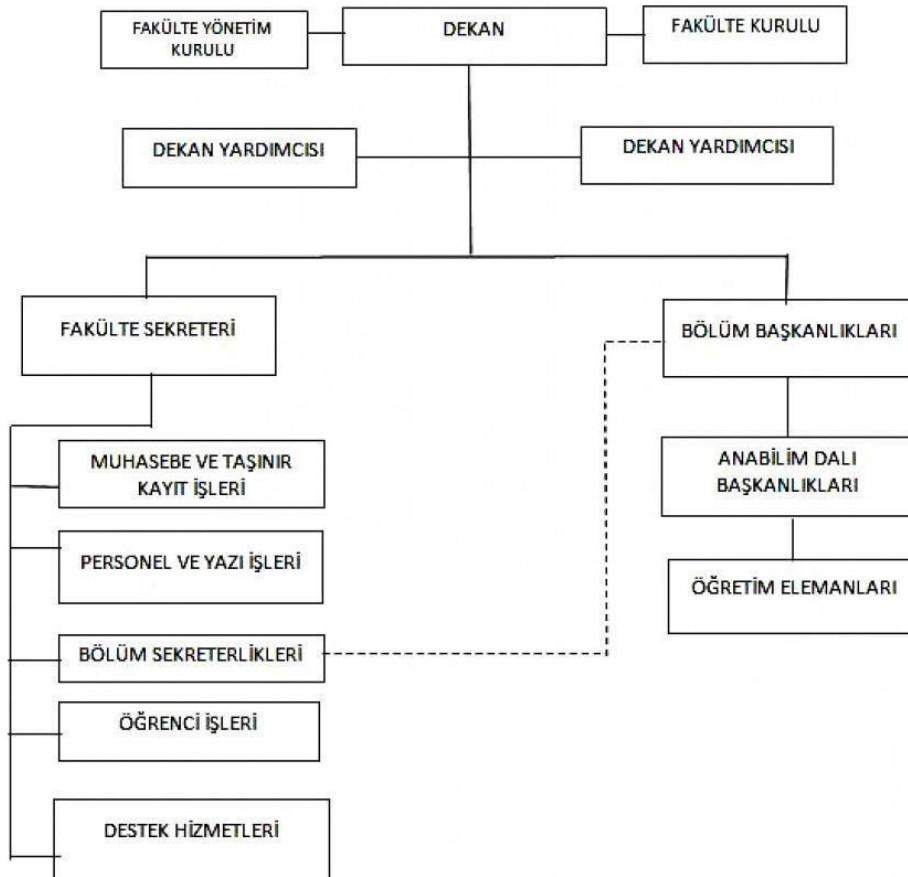 FAKÜLTE YÖNETİM
KURULU
DEKAN
FAKÜLTE KURULU
DEKAN YARDIMCISI
DEKAN YARDIMCISI
FAKÜLTE SEKRETERİ
BÖLÜM BAŞKANLIKLARI
MUHASEBE VE TAŞINIR
KAYIT İŞLERİ
ANABİLİM DALI
BAŞKANLIKLARI
PERSONEL VE YAZI İŞLERİ
ÖĞRETİM ELEMANLARI
BÖLÜM SEKRETERLİKLERİ
ÖĞRENCİ İŞLERİ
DESTEK HİZMETLERİ